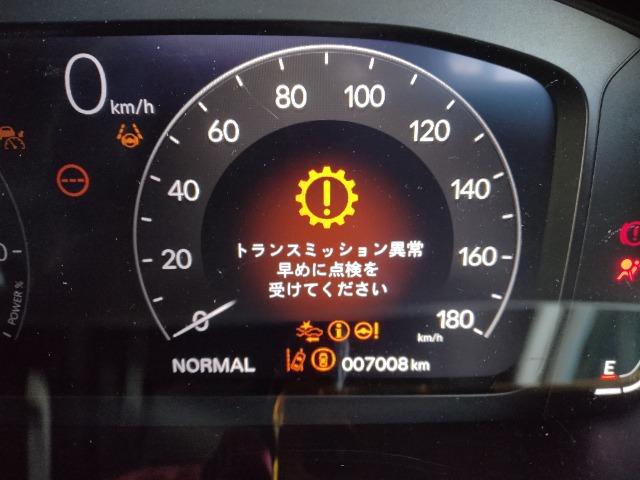 0 km/h
80
100
60
120
40
140
20
160
0
180
km/h
トランスミッション異常
早めに点検を
受けてください
NORMAL
007008 km
0
POWER %
E